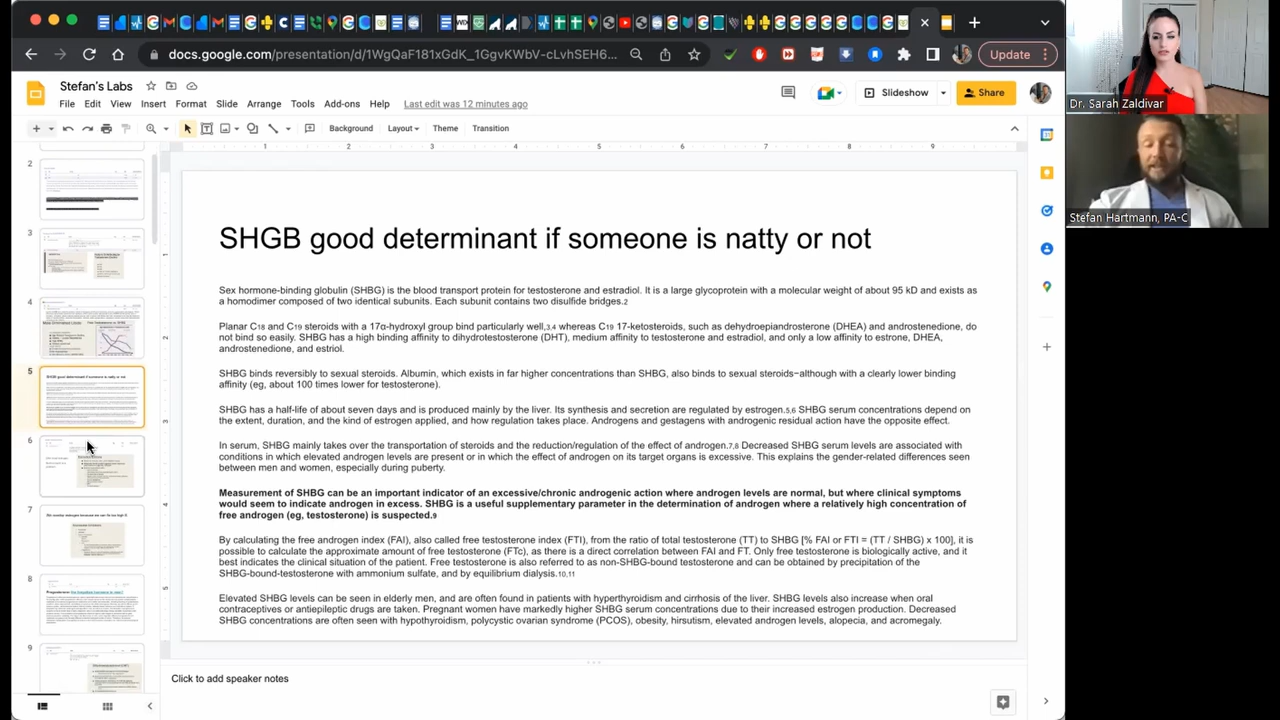 docs.google.com/presentation/d/
Update
Stefan's Labs
File Edit View Insert Format Slide Arrange Tools Add-ons Help Last edit was 12 minutes ago
Slideshow
Share
Background Layout Theme Transition
1 2 3 4 5 6 7 8 9
2
3
4
5
6
7
8
9
SHGB good determinant if someone is natty or not
Sex hormone-binding globulin (SHBG) is the blood transport protein for testosterone and estradiol. It is a large glycoprotein with a molecular weight of about 95 kD and exists as
a homodimer composed of two identical subunits. Each subunit contains two disulfide bridges.2
Planar C18 and C19 steroids with a 17α-hydroxyl group bind particularly well,3,4 whereas C19 17-ketosteroids, such as dehydroepiandrosterone (DHEA) and androstenedione, do
not bind so easily. SHBG has a high binding affinity to dihydrotestosterone (DHT), medium affinity to testosterone and estradiol, and only a low affinity to estrone, DHEA,
androstenedione, and estriol.
SHBG binds reversibly to sexual steroids. Albumin, which exists in far higher concentrations than SHBG, also binds to sexual steroids−although with a clearly lower binding
affinity (eg, about 100 times lower for testosterone).
SHBG has a half-life of about seven days and is produced mainly by the liver. Its synthesis and secretion are regulated by estrogen.5,6 SHBG serum concentrations depend on
the extent, duration, and the kind of estrogen applied, and how regulation takes place. Androgens and gestagens with androgenic residual action have the opposite effect.
In serum, SHBG mainly takes over the transportation of steroids and the reduction/regulation of the effect of androgen.7,8 Decreased SHBG serum levels are associated with
conditions in which elevated androgen levels are present or in which the effect of androgen on its target organs is excessive. This explains the gender-related differences seen
between men and women, especially during puberty.
Measurement of SHBG can be an important indicator of an excessive/chronic androgenic action where androgen levels are normal, but where clinical symptoms
would seem to indicate androgen in excess. SHBG is a useful supplementary parameter in the determination of androgen where a relatively high concentration of
free androgen (eg, testosterone) is suspected.9
By calculating the free androgen index (FAI), also called free testosterone index (FTI), from the ratio of total testosterone (TT) to SHBG [% FAI or FTI = (TT / SHBG) x 100], it is
possible to calculate the approximate amount of free testosterone (FTc), as there is a direct correlation between FAI and FT. Only free testosterone is biologically active, and it
best indicates the clinical situation of the patient. Free testosterone is also referred to as non-SHBG-bound testosterone and can be obtained by precipitation of the
SHBG-bound-testosterone with ammonium sulfate, and by equilibrium dialysis.10,11
Elevated SHBG levels are seen in elderly men, and are often found in patients with hyperthyroidism and cirrhosis of the liver. SHBG levels also increase when oral
contraceptives or antiepileptic drugs are taken. Pregnant women have markedly higher SHBG serum concentrations due to their increased estrogen production. Decreased
SHBG concentrations are often seen with hypothyroidism, polycystic ovarian syndrome (PCOS), obesity, hirsutism, elevated androgen levels, alopecia, and acromegaly.
Click to add speaker notes
Dr. Sarah Zaldivar
Stefan Hartmann, PA-C